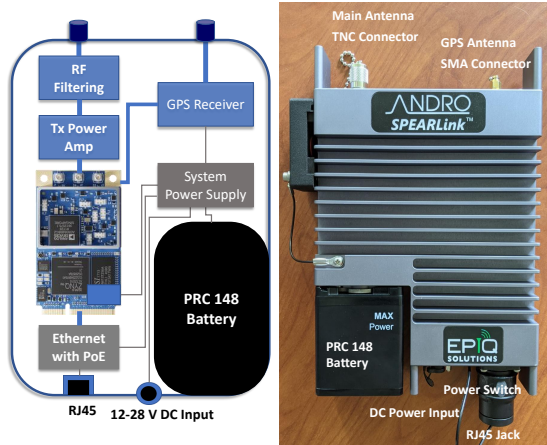 RF
Filtering
GPS Receiver
Tx Power
Amp
System
Power Supply
PRC 148
Battery
Ethernet
with PoE
RJ45
12-28 V DC Input
Main Antenna
TNC Connector
GPS Antenna
SMA Connector
ANDRO
SPEARLink™
MAX
Power
PRC 148
Battery
EPIQ
SOLUTIONS
Power Switch
DC Power Input
RJ45 Jack